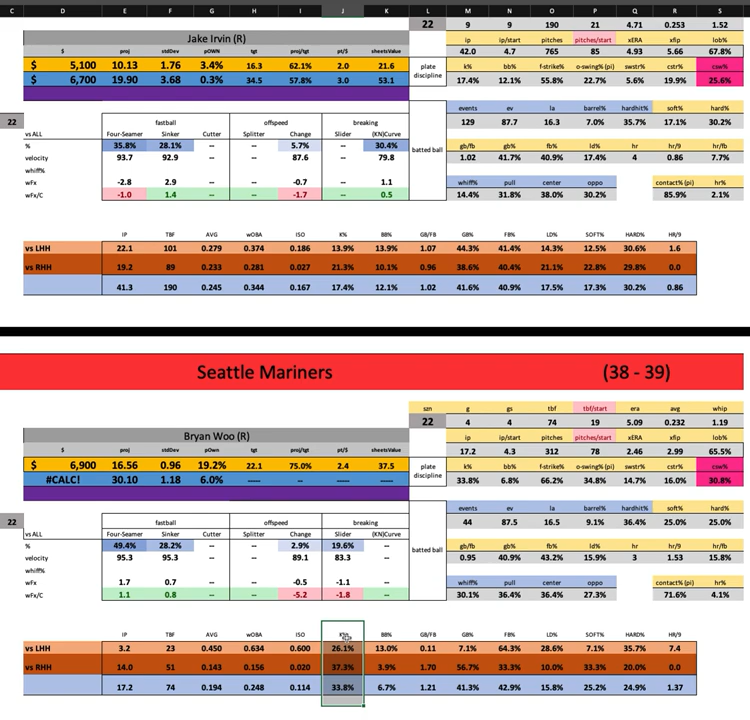 C D E F G H I J K L M N O P Q R S
22 9 9 190 21 4.71 0.253 1.52
Jake Irvin (R) ip ip/start pitches pitches/start xERA xfip lob%
$ proj stdDev pOWN tgt proj/tgt pt/$ sheetsValue 42.0 4.7 765 85 4.93 5.66 67.8%
$ 5,100 10.13 1.76 3.4% 16.3 62.1% 2.0 21.6 plate discipline k% bb% f-strike% o-swing% (pi) swstr% cstr% csw%
$ 6,700 19.90 3.68 0.3% 34.5 57.8% 3.0 53.1 17.4% 12.1% 55.8% 22.7% 5.6% 19.9% 25.6%
events ev la barrel% hardhit% soft% hard%
22 fastball offspeed breaking 129 87.7 16.3 7.0% 35.7% 17.1% 30.2%
vs ALL Four-Seamer Sinker Cutter Splitter Change Slider (KN)Curve
% 35.8% 28.1% -- -- 5.7% -- 30.4% batted ball gb/fb gb% fb% ld% hr hr/9 hr/fb
velocity 93.7 92.9 -- -- 87.6 -- 79.8 1.02 41.7% 40.9% 17.4% 4 0.86 7.7%
whiff%
wFx -2.8 2.9 -- -- -0.7 -- 1.1 whiff% pull center oppo contact% (pi) hr%
wFx/C -1.0 1.4 -- -- -1.7 -- 0.5 14.4% 31.8% 38.0% 30.2% 85.9% 2.1%
IP TBF AVG wOBA ISO K% BB% GB/FB GB% FB% LD% SOFT% HARD% HR/9
vs LHH 22.1 101 0.279 0.374 0.186 13.9% 13.9% 1.07 44.3% 41.4% 14.3% 12.5% 30.6% 1.6
vs RHH 19.2 89 0.233 0.281 0.027 21.3% 10.1% 0.96 38.6% 40.4% 21.1% 22.8% 29.8% 0.0
41.3 190 0.245 0.344 0.167 17.4% 12.1% 1.02 41.6% 40.9% 17.5% 17.3% 30.2% 0.86
Seattle Mariners (38 - 39)
szn g gs tbf tbf/start era avg whip
22 4 4 74 19 5.09 0.232 1.19
Bryan Woo (R) ip ip/start pitches pitches/start xERA xfip lob%
$ proj stdDev pOwn tgt proj/tgt pt/$ sheetsValue 17.2 4.3 312 78 2.46 2.99 65.5%
$ 6,900 16.56 0.96 19.2% 22.1 75.0% 2.4 37.5 plate discipline k% bb% f-strike% o-swing% (pi) swstr% cstr% csw%
#CALC! 30.10 1.18 6.0% ---- ---- -- ---- 33.8% 6.8% 66.2% 34.8% 14.7% 16.0% 30.8%
events ev la barrel% hardhit% soft% hard%
22 fastball offspeed breaking 44 87.5 16.5 9.1% 36.4% 25.0% 25.0%
vs ALL Four-Seamer Sinker Cutter Splitter Change Slider (KN)Curve
% 49.4% 28.2% -- -- 2.9% 19.6% -- batted ball gb/fb gb% fb% ld% hr hr/9 hr/fb
velocity 95.3 95.3 -- -- 89.1 83.3 -- 0.95 40.9% 43.2% 15.9% 3 1.53 15.8%
whiff%
wFx 1.7 0.7 -- -- -0.5 -1.1 -- whiff% pull center oppo contact% (pi) hr%
wFx/C 1.1 0.8 -- -- -5.2 -1.8 -- 30.1% 36.4% 36.4% 27.3% 71.6% 4.1%
IP TBF AVG wOBA ISO K% BB% GB/FB GB% FB% LD% SOFT% HARD% HR/9
vs LHH 3.2 23 0.450 0.634 0.600 26.1% 13.0% 0.11 7.1% 64.3% 28.6% 7.1% 35.7% 7.4
vs RHH 14.0 51 0.143 0.156 0.020 37.3% 3.9% 1.70 56.7% 33.3% 10.0% 33.3% 20.0% 0.0
17.2 74 0.194 0.248 0.114 33.8% 6.7% 1.21 41.3% 42.9% 15.8% 25.2% 24.9% 1.37